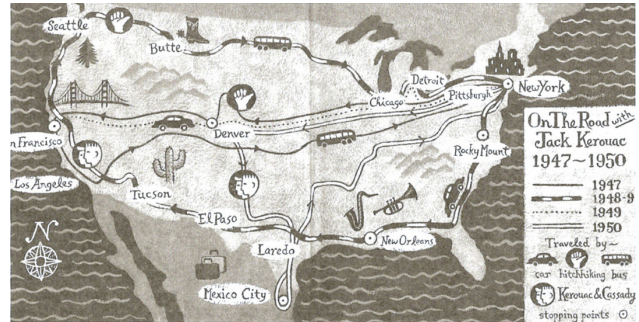 Seattle
Butte
Detroit
Chicago
Pittsburgh
New York
n Francisco
Denver
Rocky Mount
Los Angeles
Tucson
El Paso
New Orleans
Laredo
Mexico City
N
On The Road with
Jack Kerouac
1947~1950
1947
1948-9
1949
1950
Traveled by~
car hitchhiking bus
Kerouac & Cassady
stopping points